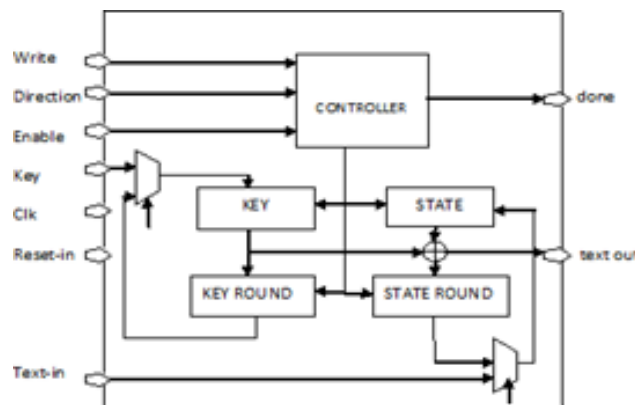 Write
Direction
Enable
Key
Clk
Reset-in
Text-in
CONTROLLER
KEY
STATE
KEY ROUND
STATE ROUND
done
text out